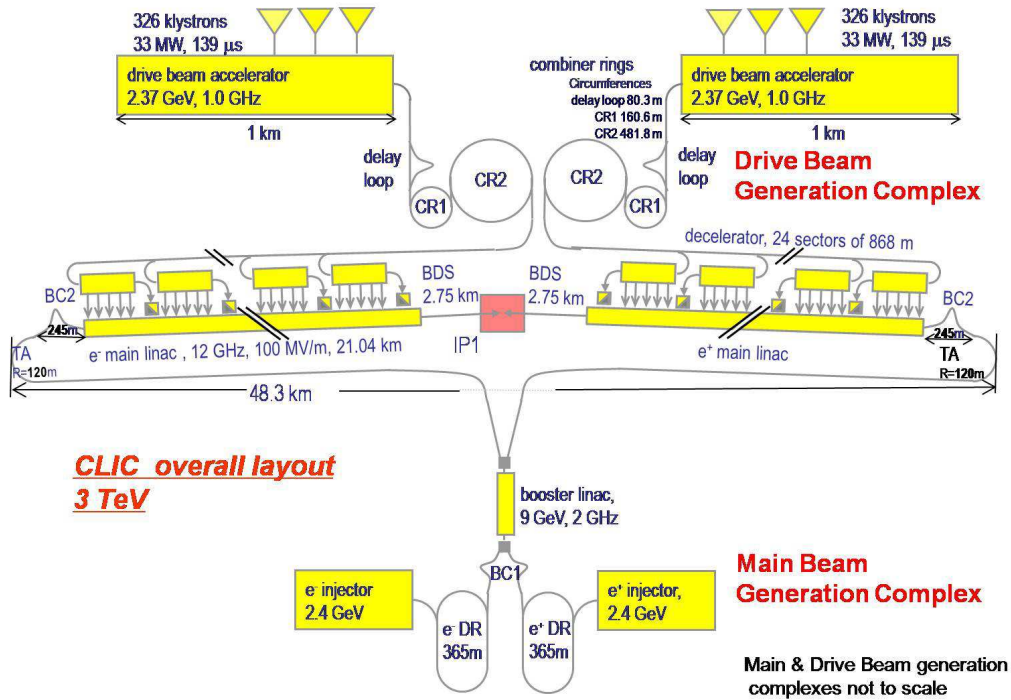 326 klystrons
33 MW, 139 μs
drive beam accelerator
2.37 GeV, 1.0 GHz
1 km
combiner rings
Circumferences
delay loop 80.3 m
CR1 160.6 m
CR2 481.8 m
326 klystrons
33 MW, 139 μs
drive beam accelerator
2.37 GeV, 1.0 GHz
1 km
delay
loop
CR1
CR2
CR2
CR1
delay
loop
Drive Beam
Generation Complex
decelerator, 24 sectors of 868 m
BC2
BDS
2.75 km
BDS
2.75 km
BC2
245m
245m
IP1
TA
R=120m
e- main linac , 12 GHz, 100 MV/m, 21.04 km
e+ main linac
TA
R=120m
48.3 km
CLIC overall layout
3 TeV
booster linac,
9 GeV, 2 GHz
BC1
e- injector
2.4 GeV
e+ injector,
2.4 GeV
e- DR
365m
e+ DR
365m
Main Beam
Generation Complex
Main & Drive Beam generation
complexes not to scale